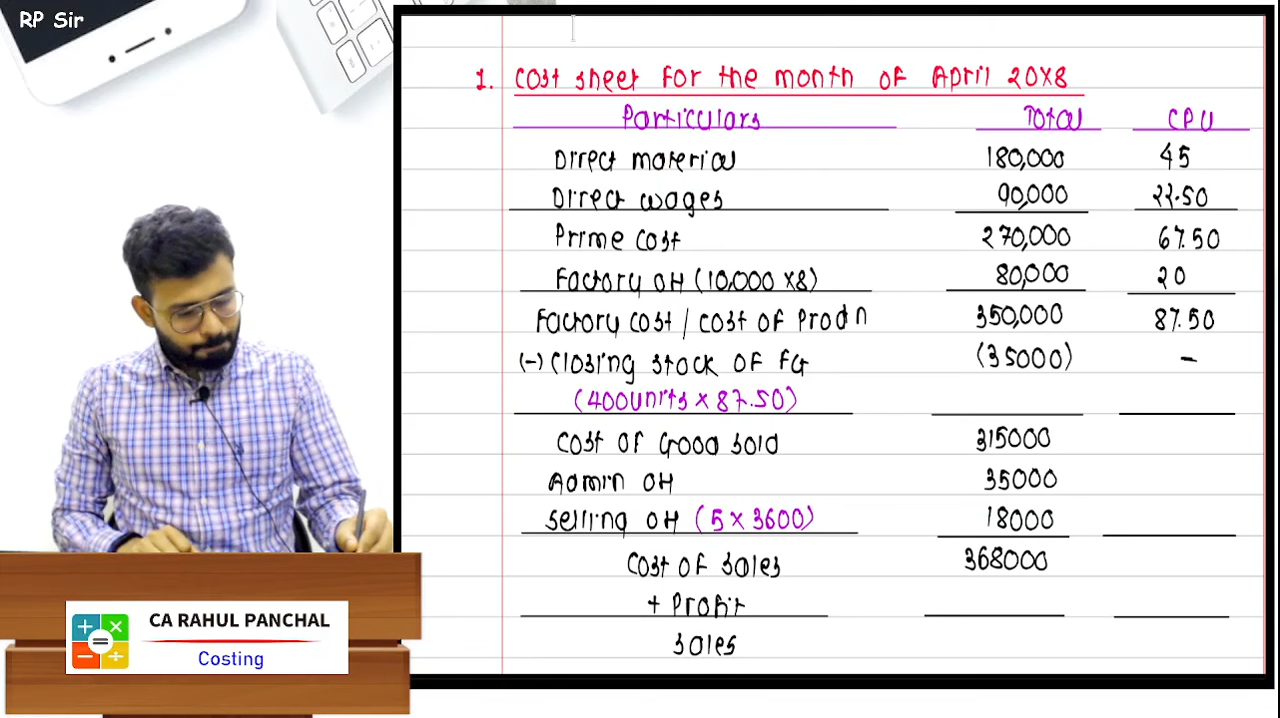 RP Sir
1. Cost sheet for the month of April 20X8
Particulars Total CPU
Direct material 180,000 45
Direct wages 90,000 22.50
Prime cost 270,000 67.50
Factory OH (10,000 X8) 80,000 20
Factory cost / cost of Prodn 350,000 87.50
(-) Closing stock of FG (35000) -
(400 units X 87.50)
Cost of Good sold 315000
Admin OH 35000
Selling OH (5 X 3600) 18000
Cost of sales 368000
+ Profit
Sales
CA RAHUL PANCHAL
Costing